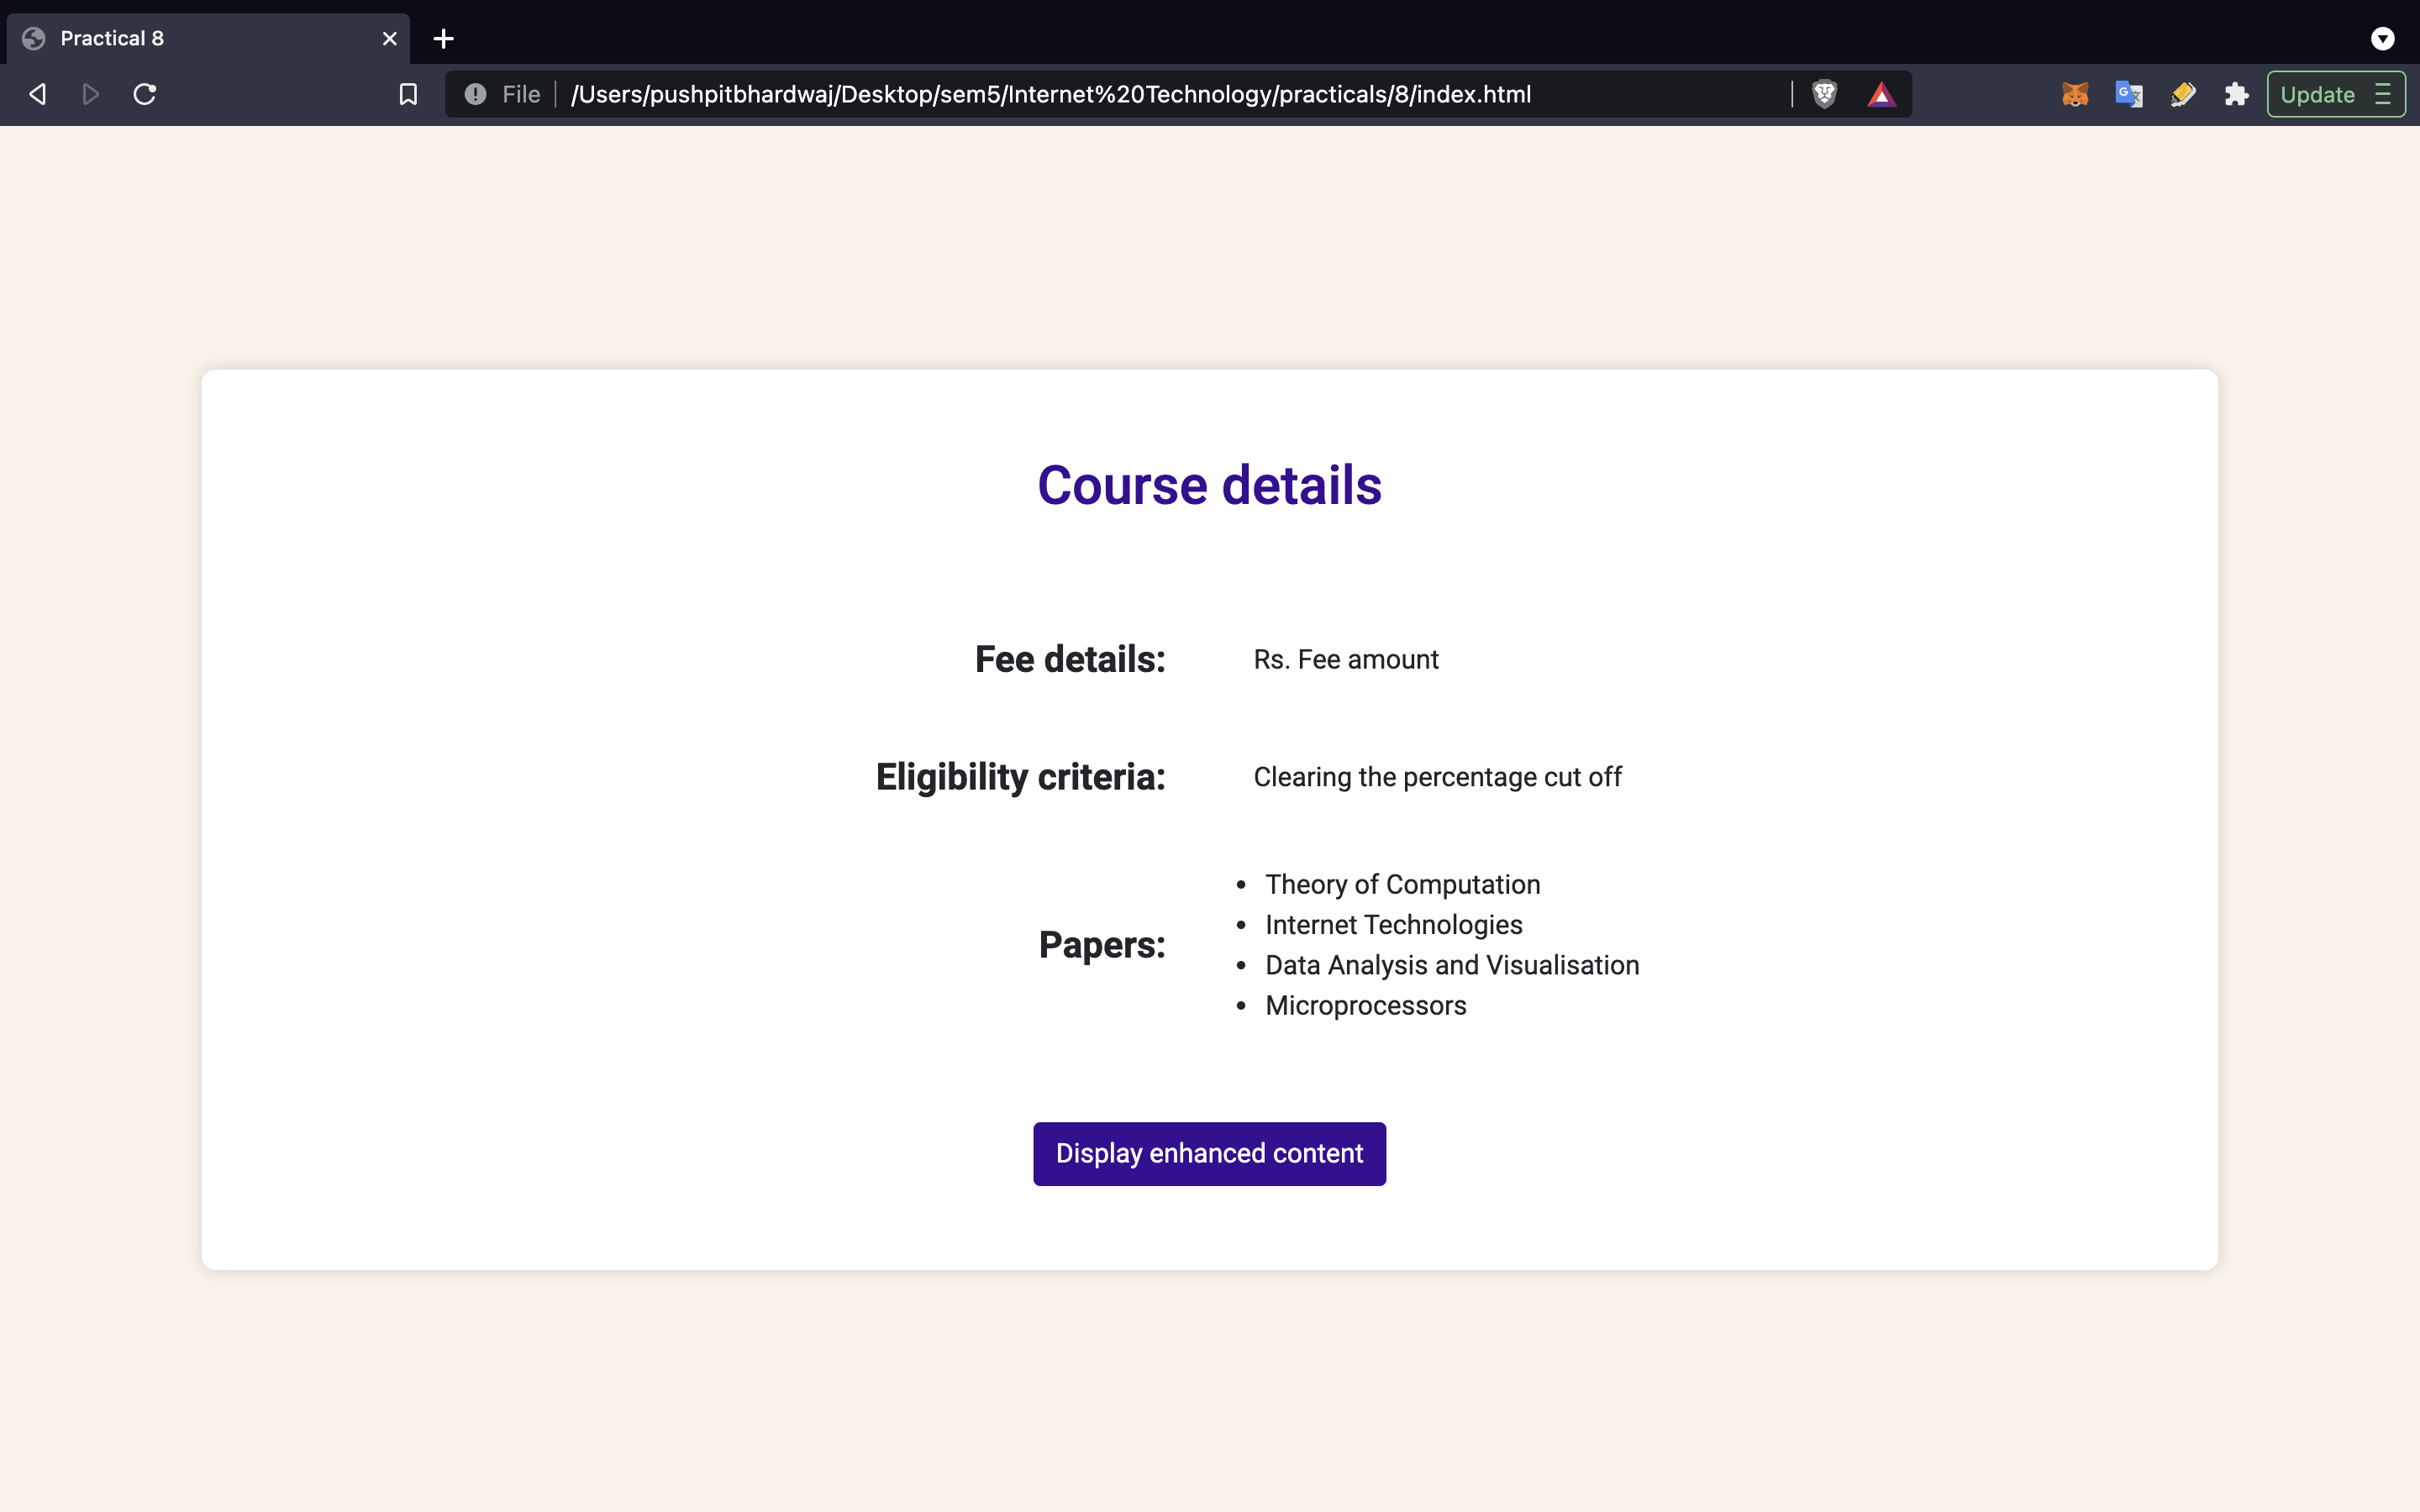 Practical 8
File /Users/pushpitbhardwaj/Desktop/sem5/Internet%20Technology/practicals/8/index.html
Update
Course details
Fee details: Rs. Fee amount
Eligibility criteria: Clearing the percentage cut off
Papers:
• Theory of Computation
• Internet Technologies
• Data Analysis and Visualisation
• Microprocessors
Display enhanced content